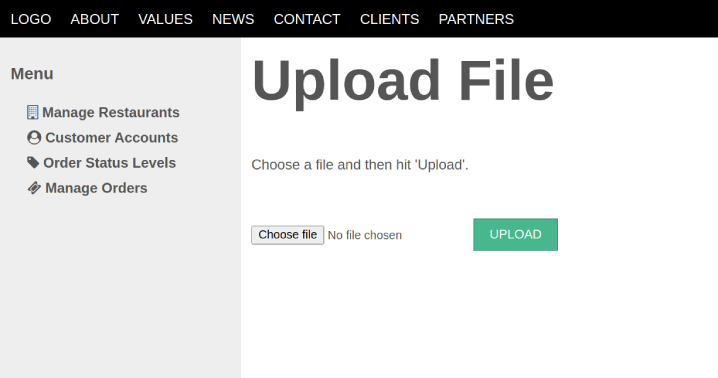 LOGO ABOUT VALUES NEWS CONTACT CLIENTS PARTNERS
Menu
Manage Restaurants
Customer Accounts
Order Status Levels
Manage Orders
Upload File
Choose a file and then hit 'Upload'.
Choose file No file chosen UPLOAD